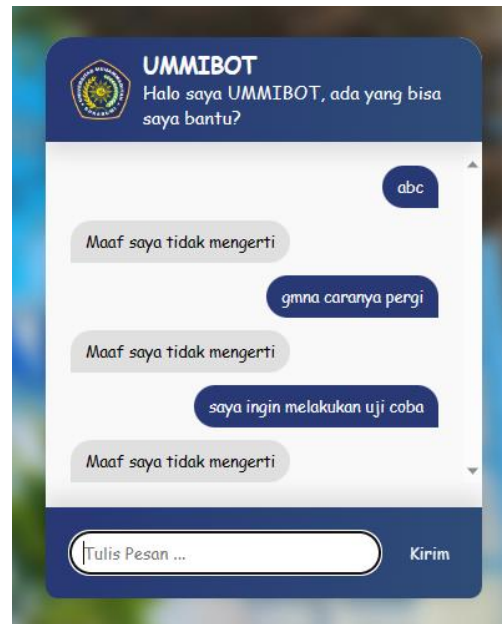 UMMIBOT
Halo saya UMMIBOT, ada yang bisa
saya bantu?
abc
Maaf saya tidak mengerti
gmna caranya pergi
Maaf saya tidak mengerti
saya ingin melakukan uji coba
Maaf saya tidak mengerti
Tulis Pesan ...
Kirim